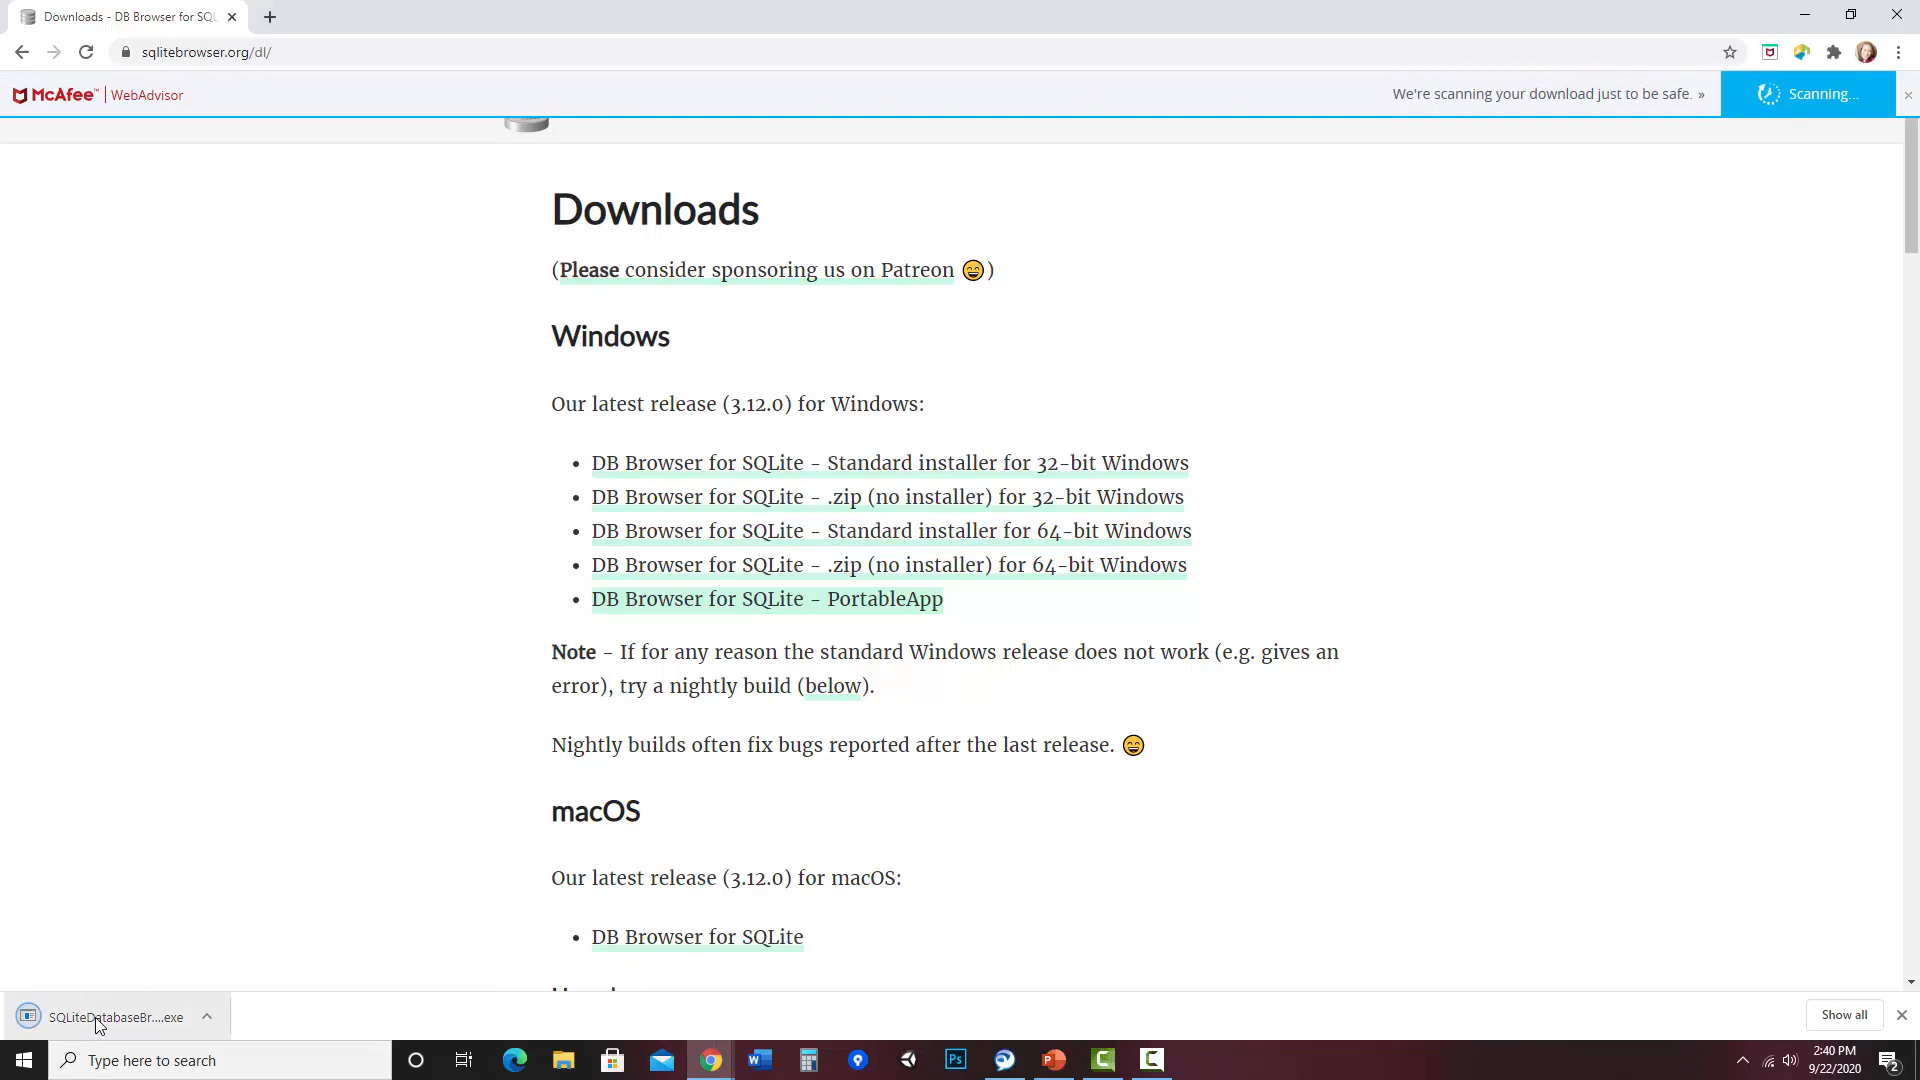 Downloads - DB Browser for SQL
sqlitebrowser.org/dl/
McAfee™ | WebAdvisor
We're scanning your download just to be safe. »
Scanning...
Downloads
(Please consider sponsoring us on Patreon 😄)
Windows
Our latest release (3.12.0) for Windows:
• DB Browser for SQLite - Standard installer for 32-bit Windows
• DB Browser for SQLite - .zip (no installer) for 32-bit Windows
• DB Browser for SQLite - Standard installer for 64-bit Windows
• DB Browser for SQLite - .zip (no installer) for 64-bit Windows
• DB Browser for SQLite - PortableApp
Note - If for any reason the standard Windows release does not work (e.g. gives an
error), try a nightly build (below).
Nightly builds often fix bugs reported after the last release. 😄
macOS
Our latest release (3.12.0) for macOS:
• DB Browser for SQLite
SQLiteDatabaseBr....exe
Show all
Type here to search
Ps
2:40 PM
9/22/2020
2